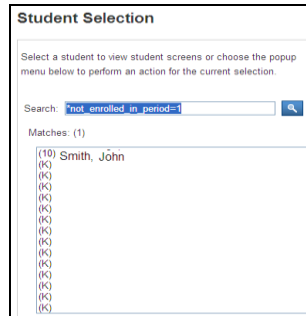 Student Selection
Select a student to view student screens or choose the popup
menu below to perform an action for the current selection.
Search: *not_enrolled_in_period=1
Matches: (1)
(10) Smith, John
(K)
(K)
(K)
(K)
(K)
(K)
(K)
(K)
(K)
(K)
(K)
(K)
(K)